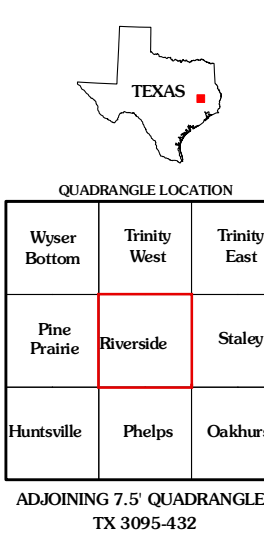 TEXAS
QUADRANGLE LOCATION
Wyser Bottom
Trinity West
Trinity East
Pine Prairie
Riverside
Staley
Huntsville
Phelps
Oakhurs
ADJOINING 7.5' QUADRANGLE
TX 3095-432